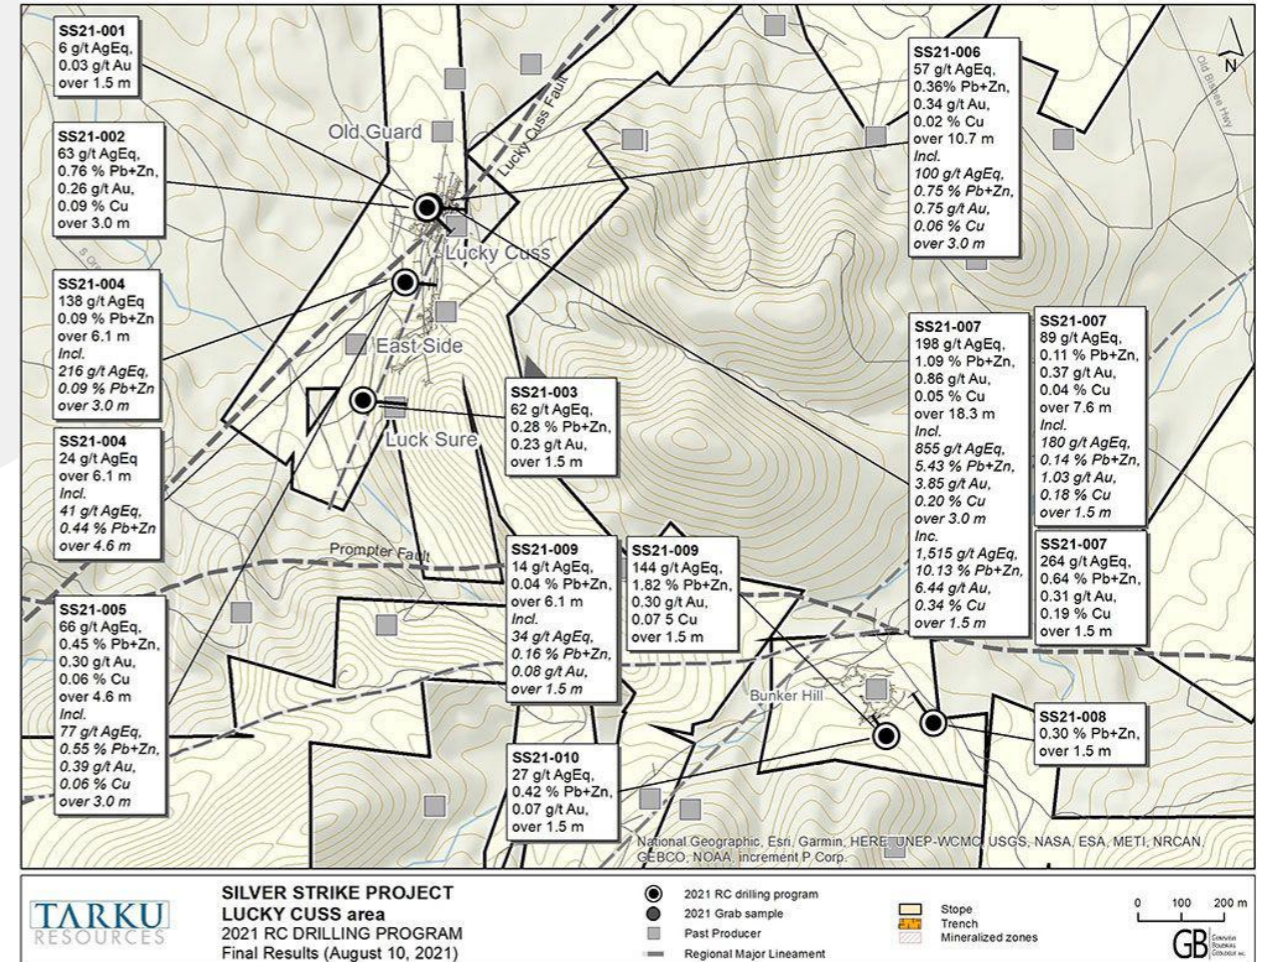 SS21-001
6 g/t AgEq,
0.03 g/t Au
over 1.5 m
SS21-002
63 g/t AgEq,
0.76 % Pb+Zn,
0.26 g/t Au,
0.09 % Cu
over 3.0 m
SS21-004
138 g/t AgEq
0.09 % Pb+Zn
over 6.1 m
Incl.
216 g/t AgEq,
0.09 % Pb+Zn
over 3.0 m
SS21-004
24 g/t AgEq
over 6.1 m
Incl.
41 g/t AgEq,
0.44 % Pb+Zn
over 4.6 m
SS21-005
66 g/t AgEq,
0.45 % Pb+Zn,
0.30 g/t Au,
0.06 % Cu
over 4.6 m
Incl.
77 g/t AgEq,
0.55 % Pb+Zn,
0.39 g/t Au,
0.06 % Cu
over 3.0 m
Old Guard
Lucky Cuss Fault
Lucky Cuss
East Side
Luck Sure
Prompter Fault
Bunker Hill
SS21-003
62 g/t AgEq,
0.28 % Pb+Zn,
0.23 g/t Au,
over 1.5 m
SS21-009
14 g/t AgEq,
0.04 % Pb+Zn,
over 6.1 m
Incl.
34 g/t AgEq,
0.16 % Pb+Zn,
0.08 g/t Au,
over 1.5 m
SS21-009
144 g/t AgEq,
1.82 % Pb+Zn,
0.30 g/t Au,
0.07 5 Cu
over 1.5 m
SS21-010
27 g/t AgEq,
0.42 % Pb+Zn,
0.07 g/t Au,
over 1.5 m
SS21-006
57 g/t AgEq,
0.36% Pb+Zn,
0.34 g/t Au,
0.02 % Cu
over 10.7 m
Incl.
100 g/t AgEq,
0.75 % Pb+Zn,
0.75 g/t Au,
0.06 % Cu
over 3.0 m
N
Old Bisbee Hwy
SS21-007
198 g/t AgEq,
1.09 % Pb+Zn,
0.86 g/t Au,
0.05 % Cu
over 18.3 m
Incl.
855 g/t AgEq,
5.43 % Pb+Zn,
3.85 g/t Au,
0.20 % Cu
over 3.0 m
Inc.
1,515 g/t AgEq,
10.13 % Pb+Zn,
6.44 g/t Au,
0.34 % Cu
over 1.5 m
SS21-007
89 g/t AgEq,
0.11 % Pb+Zn,
0.37 g/t Au,
0.04 % Cu
over 7.6 m
Incl.
180 g/t AgEq,
0.14 % Pb+Zn,
1.03 g/t Au,
0.18 % Cu
over 1.5 m
SS21-007
264 g/t AgEq,
0.64 % Pb+Zn,
0.31 g/t Au,
0.19 % Cu
over 1.5 m
SS21-008
0.30 % Pb+Zn,
over 1.5 m
National Geographic, Esri, Garmin, HERE, UNEP-WCMC, USGS, NASA, ESA, METI, NRCAN,
GEBCO, NOAA, increment P Corp.
TARKU
RESOURCES
SILVER STRIKE PROJECT
LUCKY CUSS area
2021 RC DRILLING PROGRAM
Final Results (August 10, 2021)
2021 RC drilling program
2021 Grab sample
Past Producer
Regional Major Lineament
Stope
Trench
Mineralized zones
0 100 200 m
GB